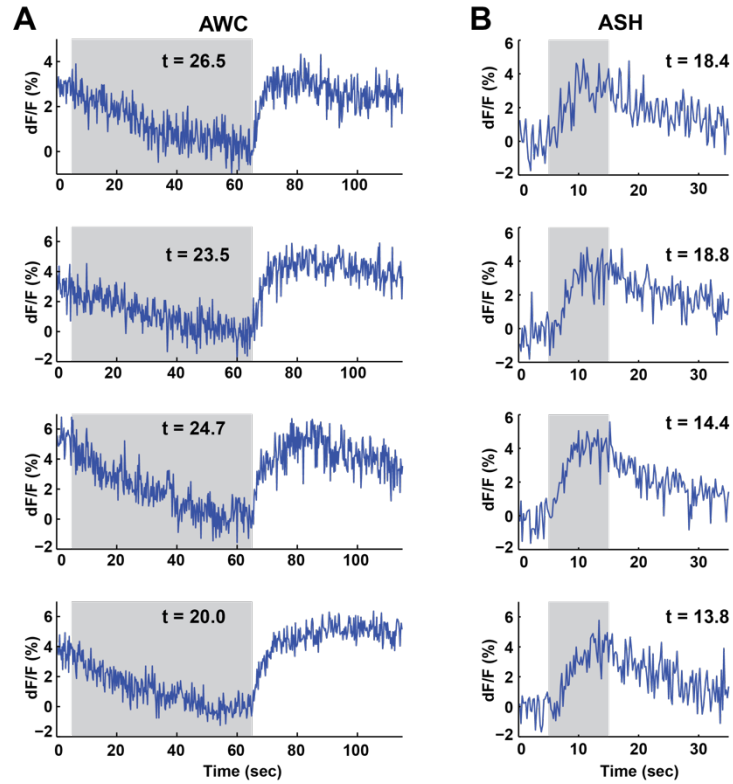 A
AWC
dF/F (%)
4
2
0
t = 26.5
0 20 40 60 80 100
dF/F (%)
6
4
2
0
−2
t = 23.5
0 20 40 60 80 100
dF/F (%)
6
4
2
0
−2
t = 24.7
0 20 40 60 80 100
dF/F (%)
6
4
2
0
−2
t = 20.0
0 20 40 60 80 100
Time (sec)
B
ASH
dF/F (%)
6
4
2
0
−2
t = 18.4
0 10 20 30
dF/F (%)
6
4
2
0
−2
t = 18.8
0 10 20 30
dF/F (%)
6
4
2
0
−2
t = 14.4
0 10 20 30
dF/F (%)
6
4
2
0
−2
t = 13.8
0 10 20 30
Time (sec)